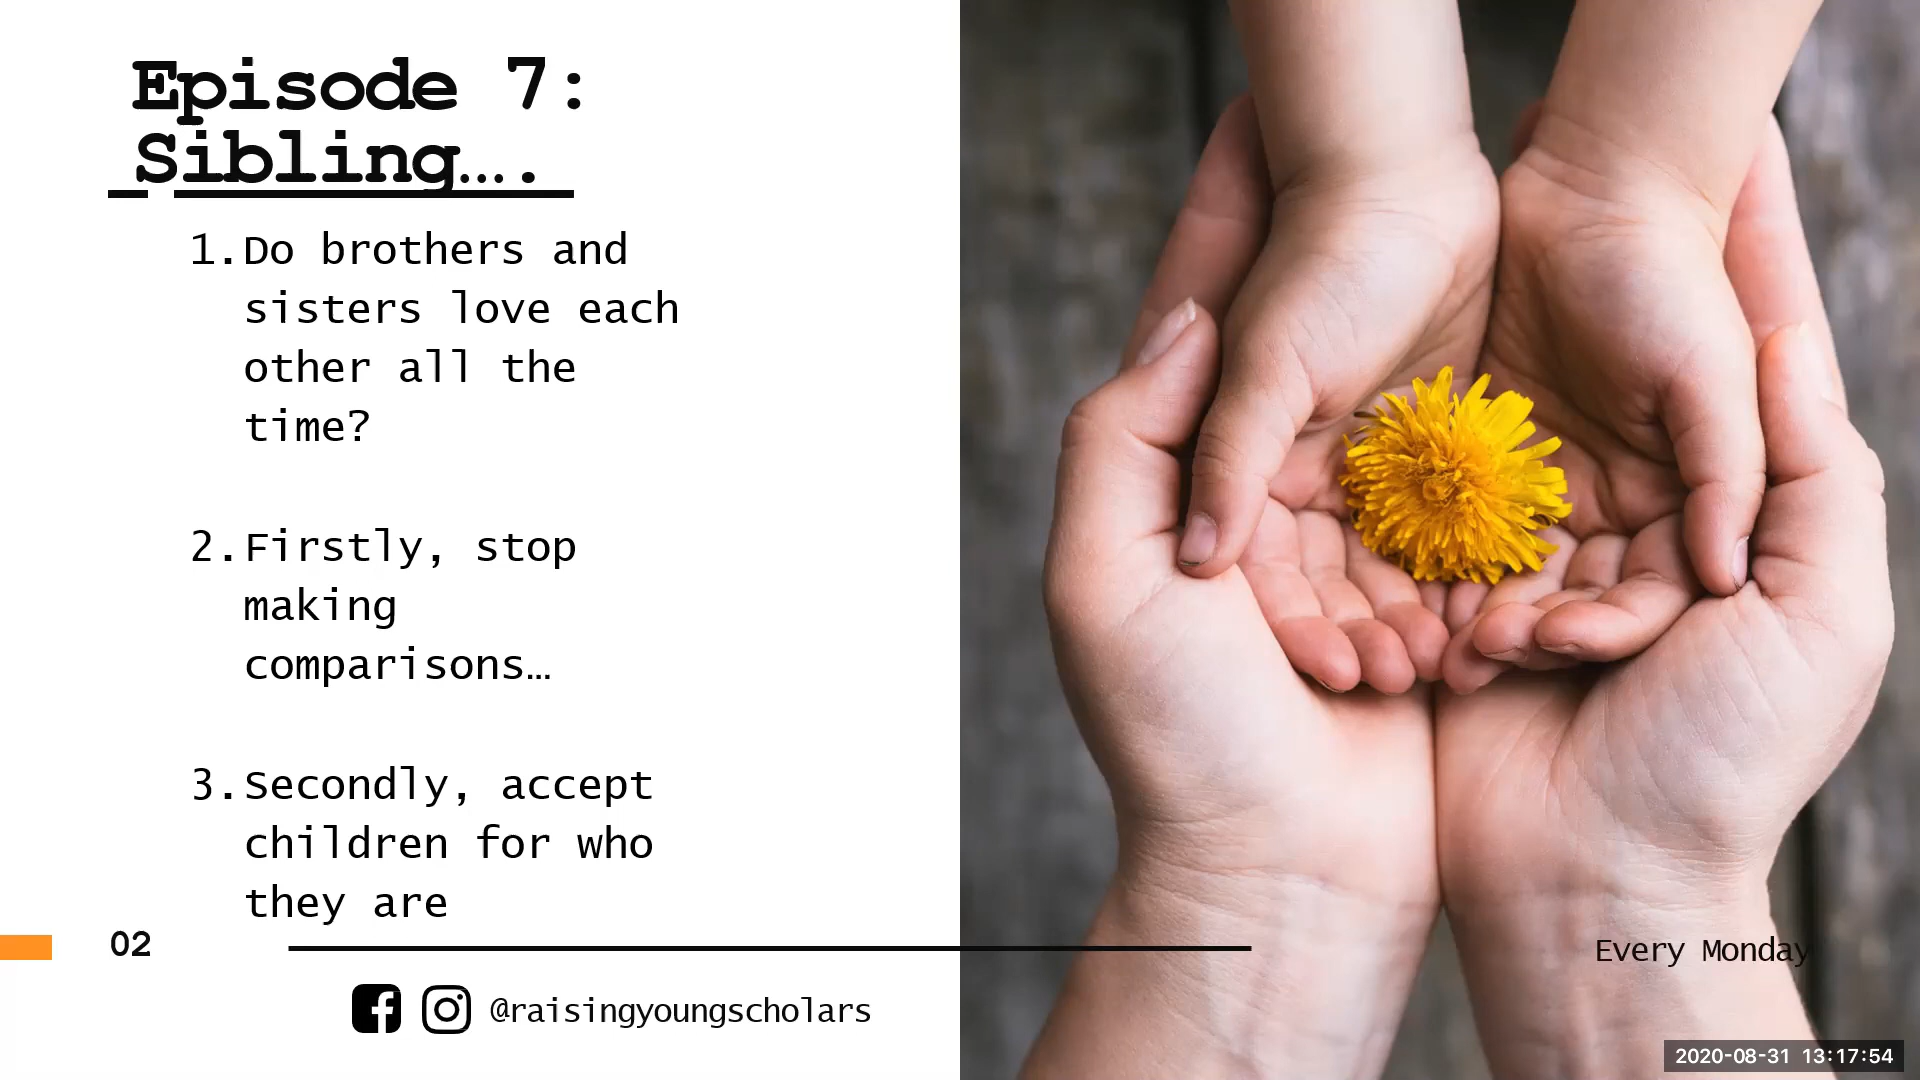 Episode 7:
Sibling….
1.Do brothers and
sisters love each
other all the
time?
2.Firstly, stop
making
comparisons…
3.Secondly, accept
children for who
they are
02
Every Monday
@raisingyoungscholars
2020-08-31 13:17:54